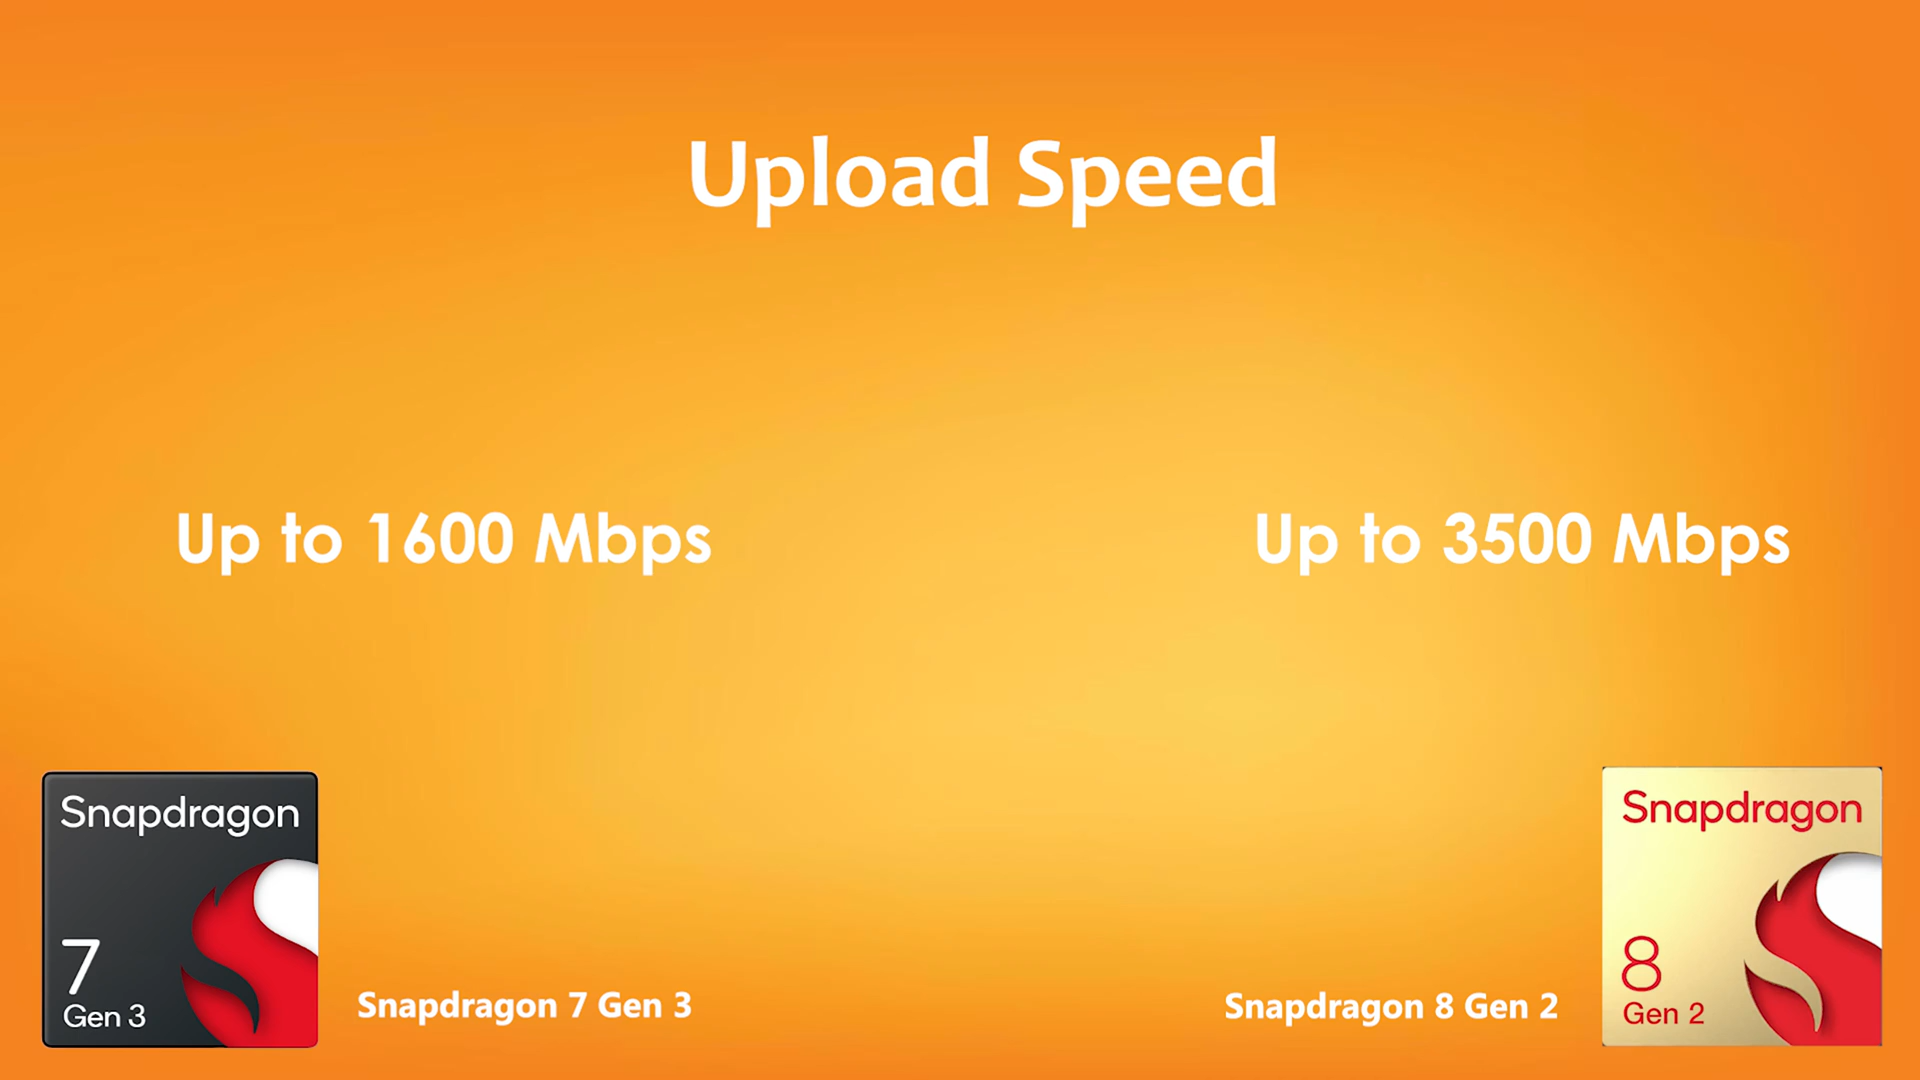 Upload Speed
Up to 1600 Mbps
Up to 3500 Mbps
Snapdragon
7
Gen 3
Snapdragon 7 Gen 3
Snapdragon 8 Gen 2
Snapdragon
8
Gen 2